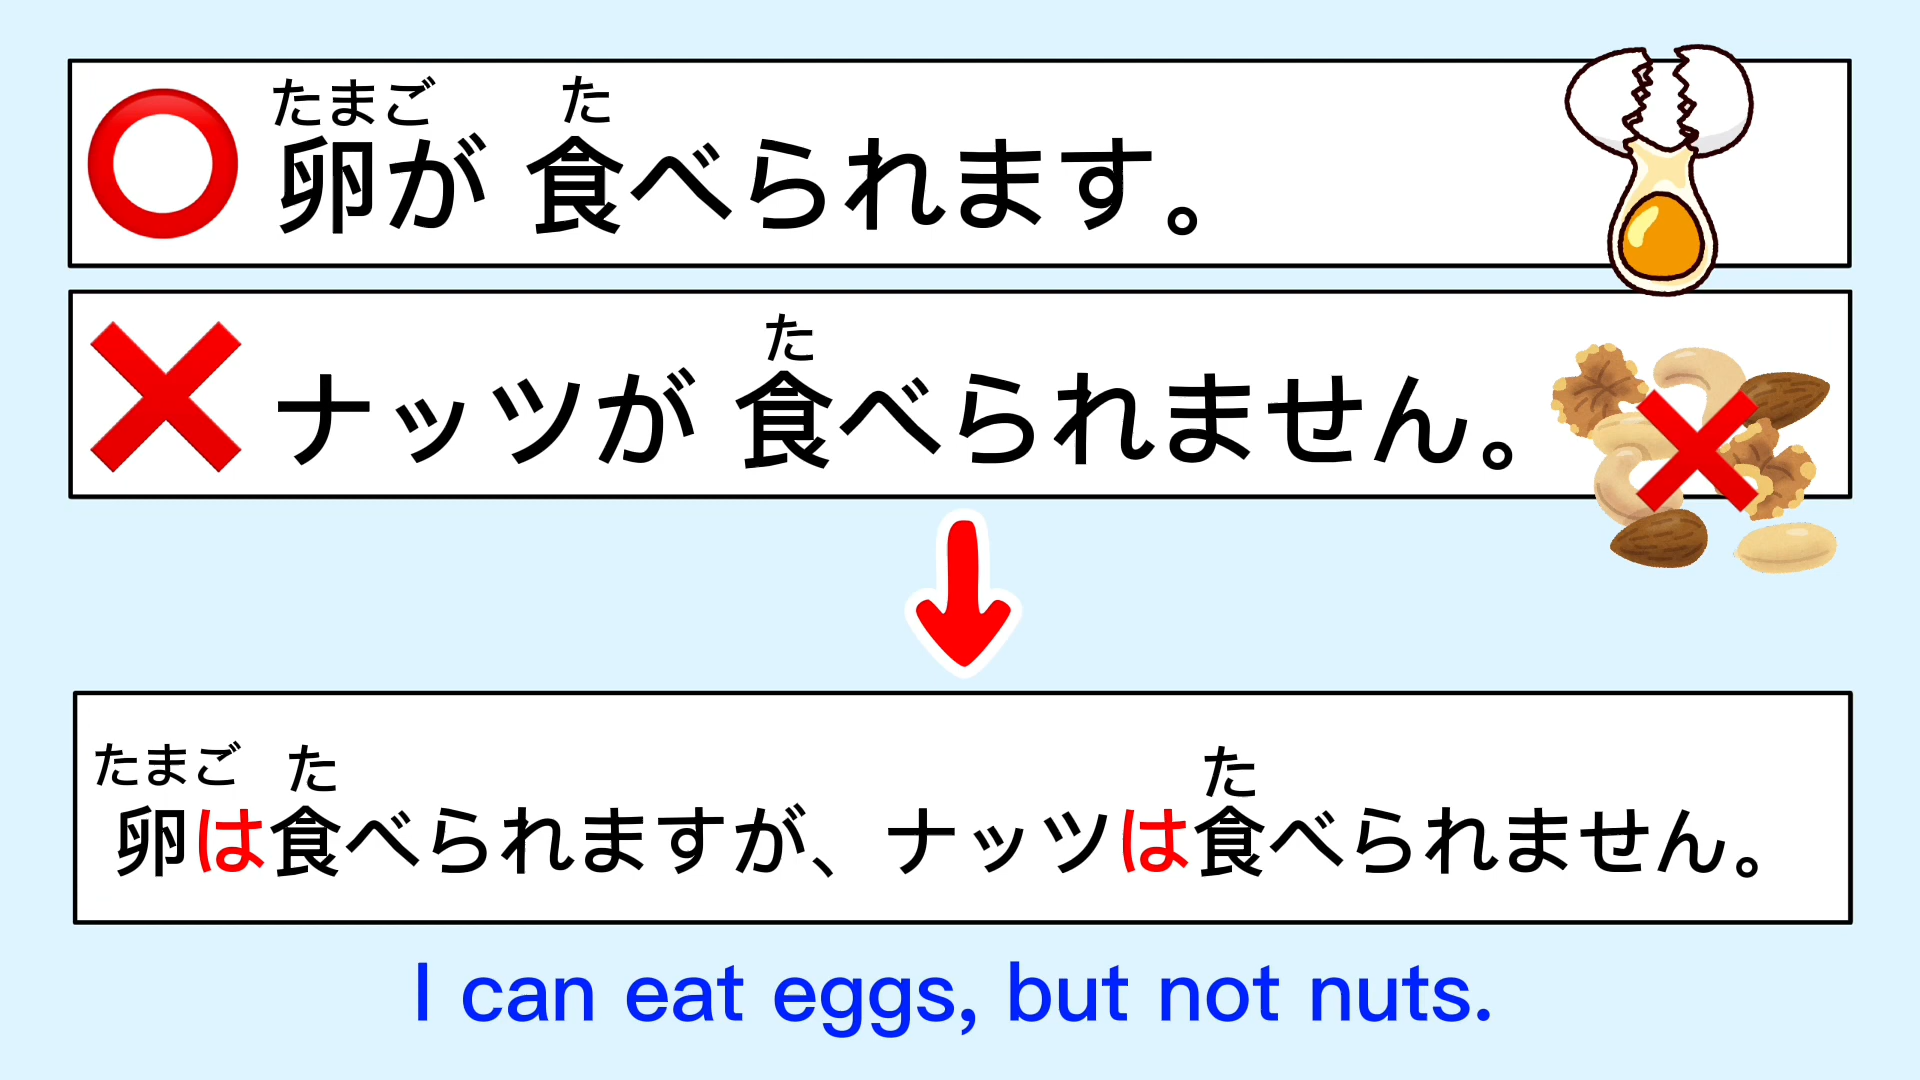 たまご た
卵が 食べられます。
た
ナッツが 食べられません。
たまご た た
卵は食べられますが、ナッツは食べられません。
I can eat eggs, but not nuts.